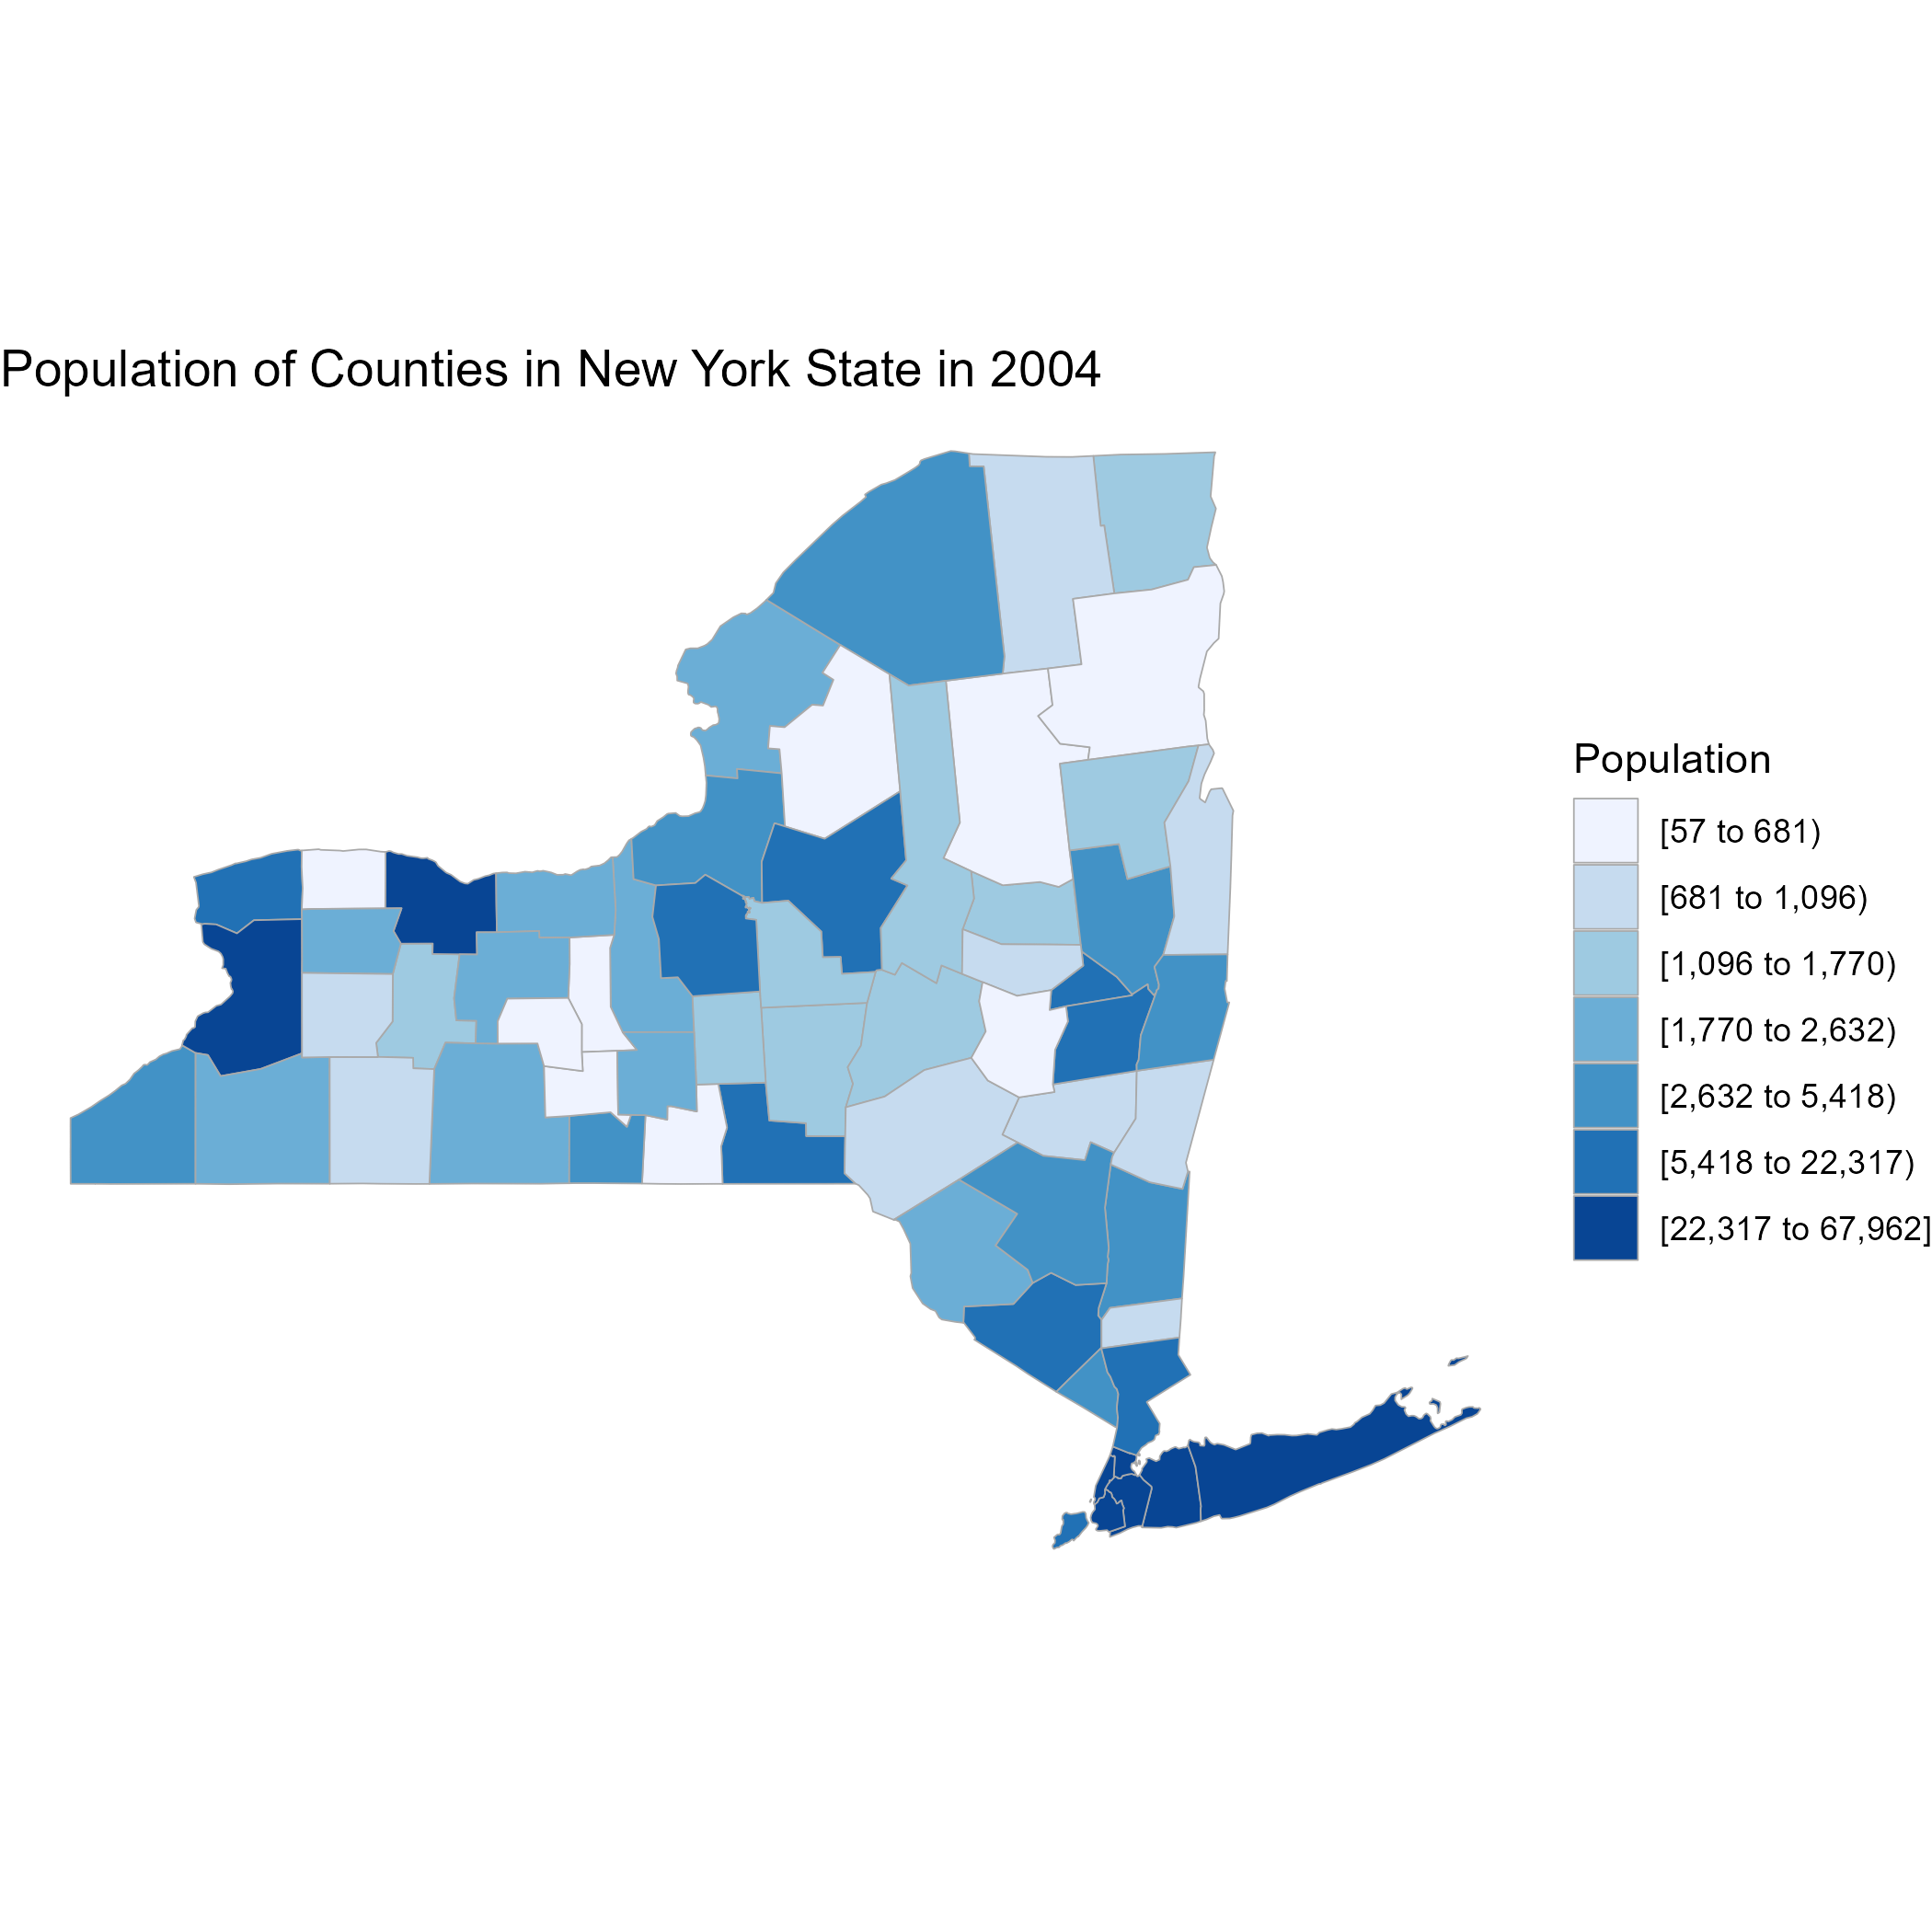 Population of Counties in New York State in 2004
Population
[57 to 681)
[681 to 1,096)
[1,096 to 1,770)
[1,770 to 2,632)
[2,632 to 5,418)
[5,418 to 22,317)
[22,317 to 67,962]